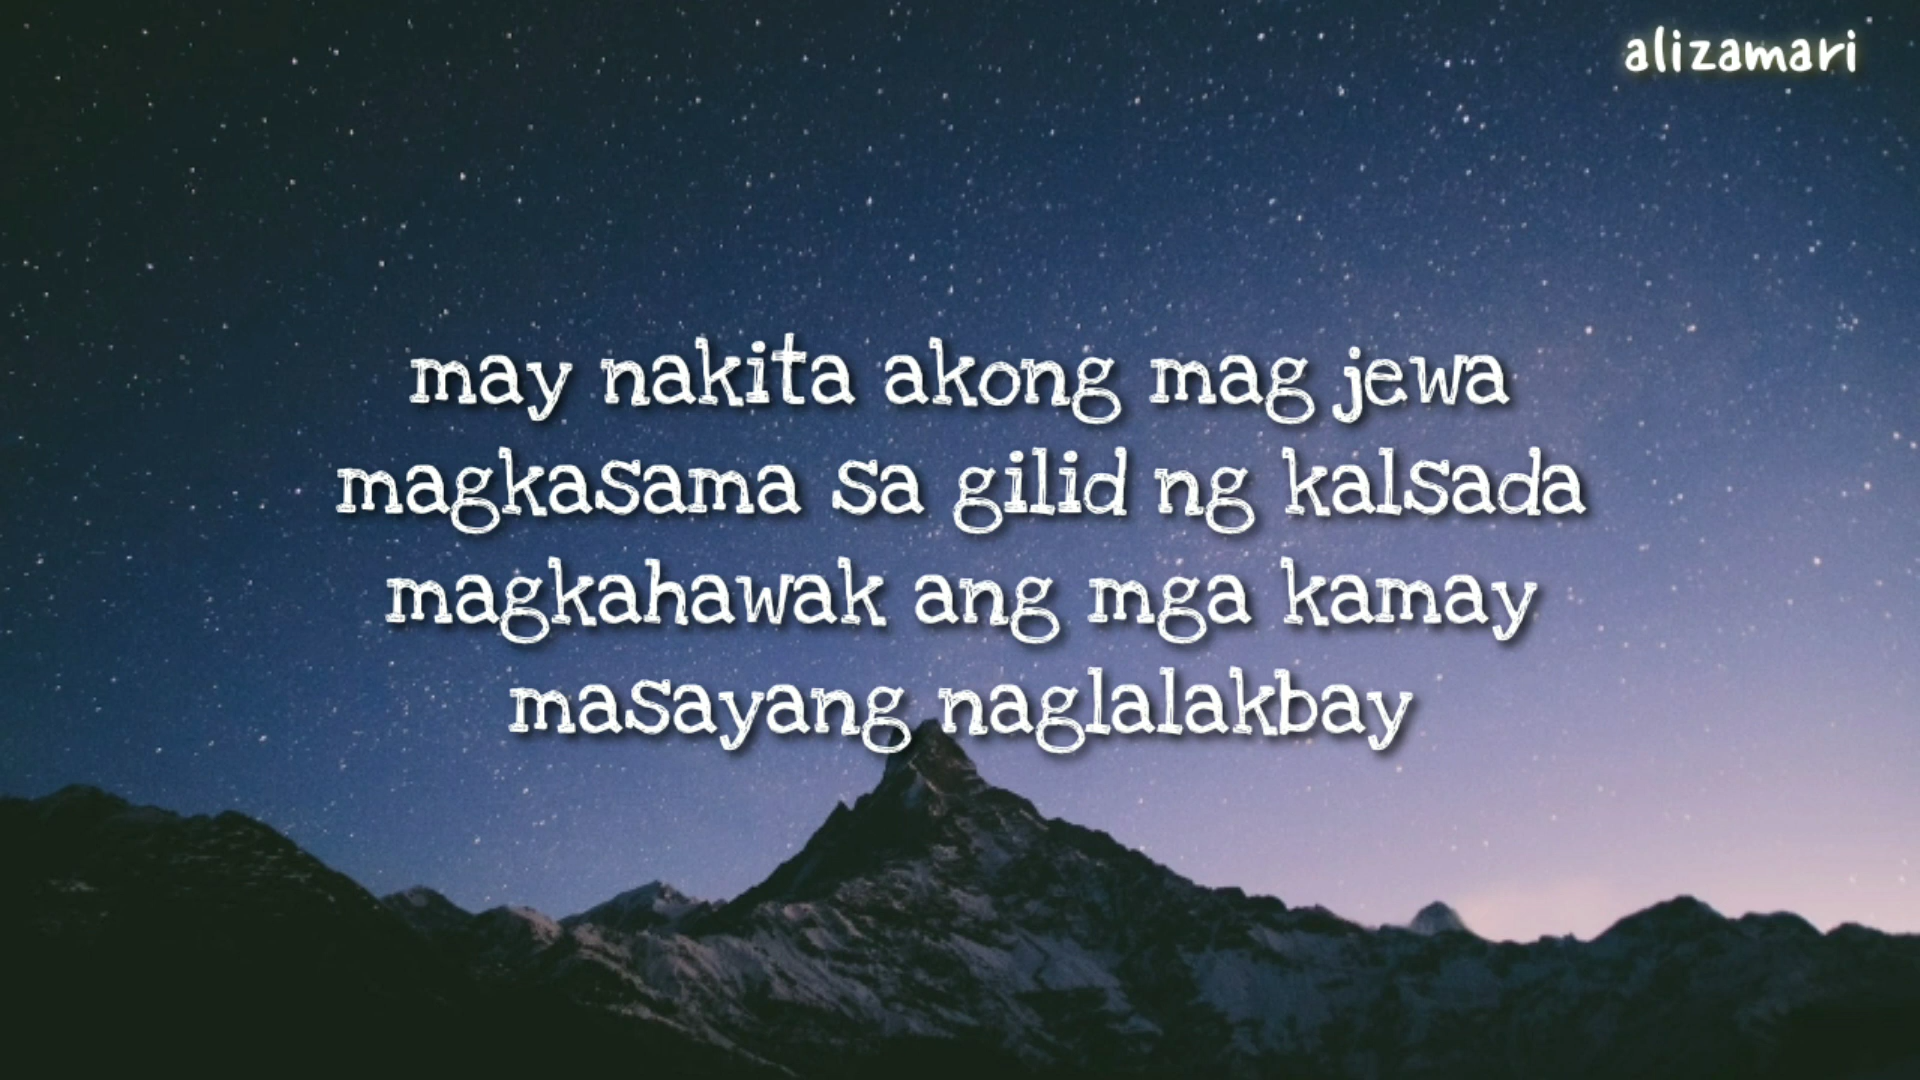 alizamari
may nakita akong mag jewa
magkasama sa gilid ng kalsada
magkahawak ang mga kamay
masayang naglalakbay